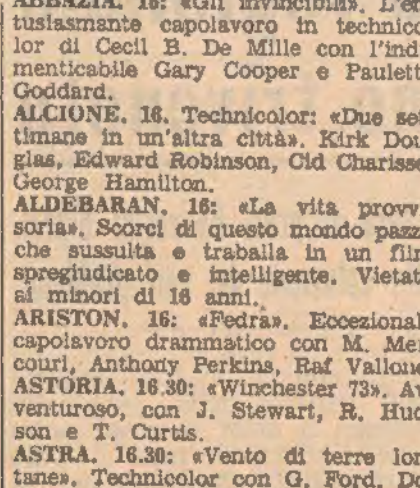 ABBAZIA. 16: «Gli invincibili». L'en
tusiasmante capolavoro in technico
lor di Cecil B. De Mille con l'ind
menticabile Gary Cooper e Paulett
Goddard.
ALCIONE. 16. Technicolor: «Due set
timane in un'altra città». Kirk Dou
glas, Edward Robinson, Cid Charisse
George Hamilton.
ALDEBARAN. 16: «La vita provv
soria». Scorci di questo mondo pazz
che sussulta e traballa in un film
spregiudicato e intelligente. Vietat
ai minori di 18 anni.
ARISTON. 16: «Fedra». Eccezional
capolavoro drammatico con M. Mer
couri, Anthony Perkins, Raf Vallone
ASTORIA. 16.30: «Winchester 73». Av
venturoso, con J. Stewart, R. Hud
son e T. Curtis.
ASTRA. 16.30: «Vento di terre lon
tane». Technicolor con G. Ford. D.